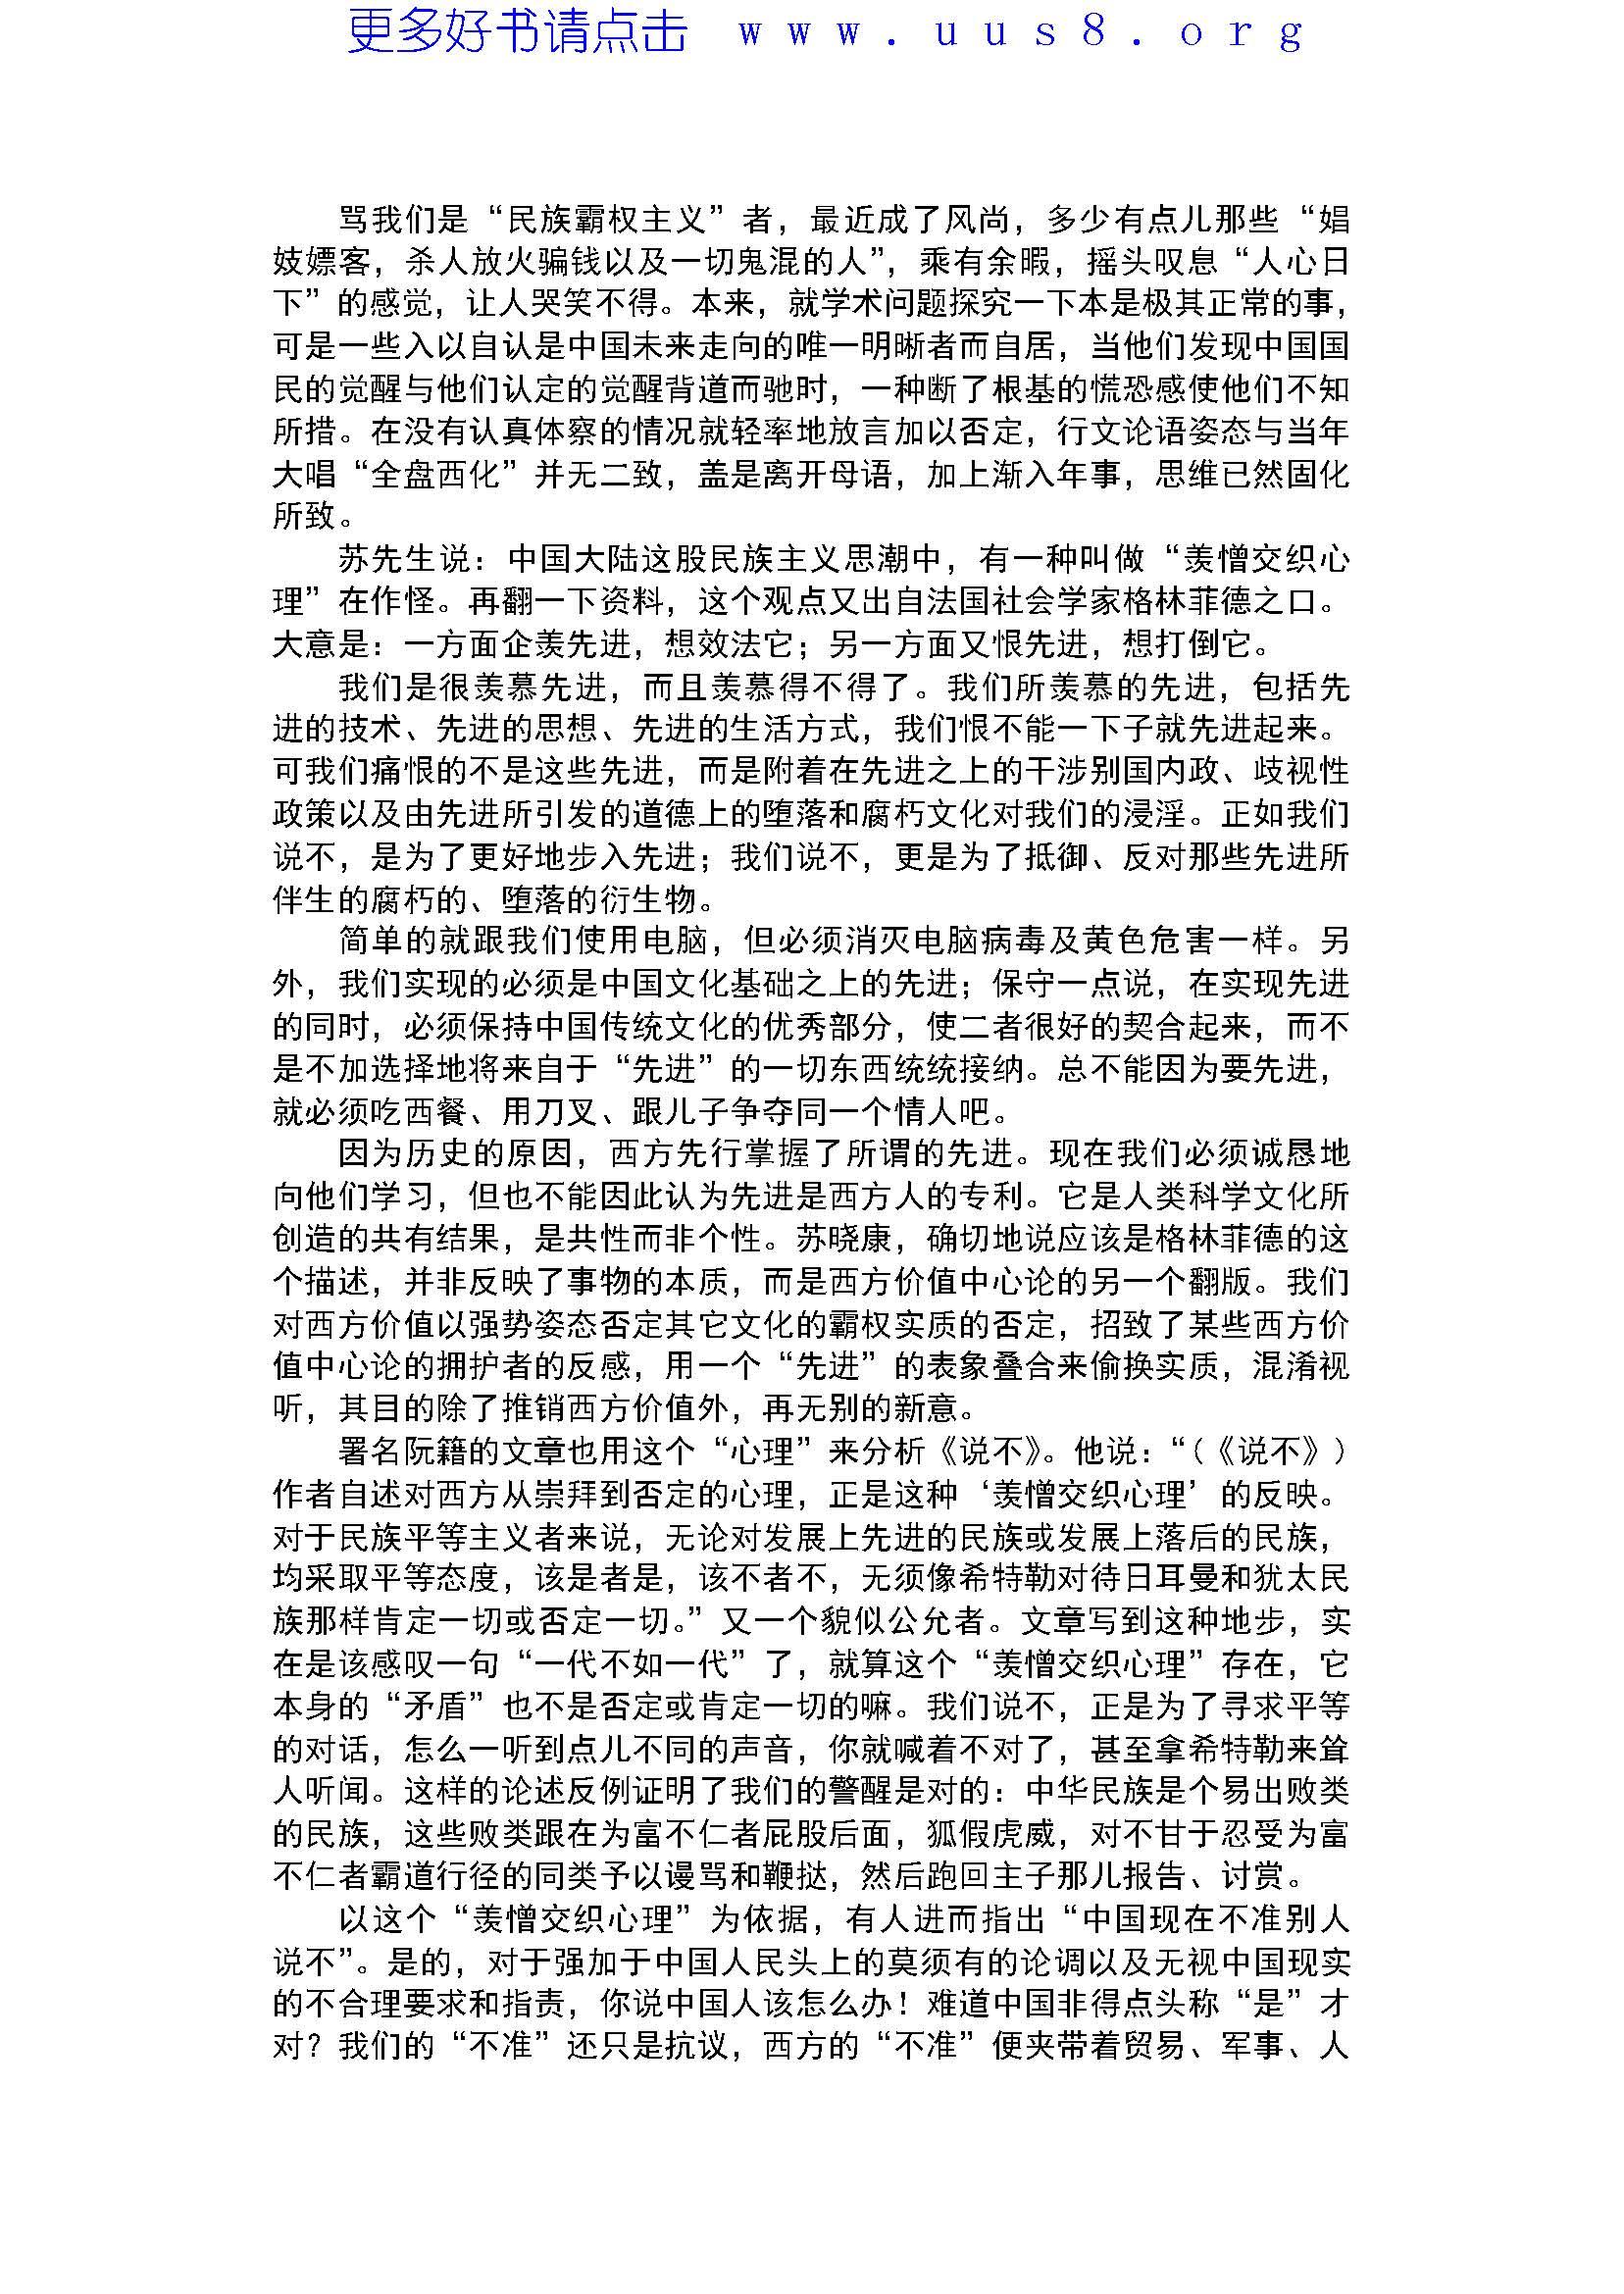 更多好书请点击 www.uus8.org
骂我们是“民族霸权主义”者，最近成了风尚，多少有点儿那些“娼
妓嫖客，杀人放火骗钱以及一切鬼混的人”，乘有余暇，摇头叹息“人心日
下”的感觉，让人哭笑不得。本来，就学术问题探究一下本是极其正常的事，
可是一些入以自认是中国未来走向的唯一明晰者而自居，当他们发现中国国
民的觉醒与他们认定的觉醒背道而驰时，一种断了根基的慌恐感使他们不知
所措。在没有认真体察的情况就轻率地放言加以否定，行文论语姿态与当年
大唱“全盘西化”并无二致，盖是离开母语，加上渐入年事，思维已然固化
所致。
苏先生说：中国大陆这股民族主义思潮中，有一种叫做“羡憎交织心
理”在作怪。再翻一下资料，这个观点又出自法国社会学家格林菲德之口。
大意是：一方面企羡先进，想效法它；另一方面又恨先进，想打倒它。
我们是很羡慕先进，而且羡慕得不得了。我们所羡慕的先进，包括先
进的技术、先进的思想、先进的生活方式，我们恨不能一下子就先进起来。
可我们痛恨的不是这些先进，而是附着在先进之上的干涉别国内政、歧视性
政策以及由先进所引发的道德上的堕落和腐朽文化对我们的浸淫。正如我们
说不，是为了更好地步入先进；我们说不，更是为了抵御、反对那些先进所
伴生的腐朽的、堕落的衍生物。
简单的就跟我们使用电脑，但必须消灭电脑病毒及黄色危害一样。另
外，我们实现的必须是中国文化基础之上的先进；保守一点说，在实现先进
的同时，必须保持中国传统文化的优秀部分，使二者很好的契合起来，而不
是不加选择地将来自于“先进”的一切东西统统接纳。总不能因为要先进，
就必须吃西餐、用刀叉、跟儿子争夺同一个情人吧。
因为历史的原因，西方先行掌握了所谓的先进。现在我们必须诚恳地
向他们学习，但也不能因此认为先进是西方人的专利。它是人类科学文化所
创造的共有结果，是共性而非个性。苏晓康，确切地说应该是格林菲德的这
个描述，并非反映了事物的本质，而是西方价值中心论的另一个翻版。我们
对西方价值以强势姿态否定其它文化的霸权实质的否定，招致了某些西方价
值中心论的拥护者的反感，用一个“先进”的表象叠合来偷换实质，混淆视
听，其目的除了推销西方价值外，再无别的新意。
署名阮籍的文章也用这个“心理”来分析《说不》。他说：“（《说不》）
作者自述对西方从崇拜到否定的心理，正是这种‘羡憎交织心理’的反映。
对于民族平等主义者来说，无论对发展上先进的民族或发展上落后的民族，
均采取平等态度，该是者是，该不者不，无须像希特勒对待日耳曼和犹太民
族那样肯定一切或否定一切。”又一个貌似公允者。文章写到这种地步，实
在是该感叹一句“一代不如一代”了，就算这个“羡憎交织心理”存在，它
本身的“矛盾”也不是否定或肯定一切的嘛。我们说不，正是为了寻求平等
的对话，怎么一听到点儿不同的声音，你就喊着不对了，甚至拿希特勒来耸
人听闻。这样的论述反例证明了我们的警醒是对的：中华民族是个易出败类
的民族，这些败类跟在为富不仁者屁股后面，狐假虎威，对不甘于忍受为富
不仁者霸道行径的同类予以谩骂和鞭挞，然后跑回主子那儿报告、讨赏。
以这个“羡憎交织心理”为依据，有人进而指出“中国现在不准别人
说不”。是的，对于强加于中国人民头上的莫须有的论调以及无视中国现实
的不合理要求和指责，你说中国人该怎么办！难道中国非得点头称“是”才
对？我们的“不准”还只是抗议，西方的“不准”便夹带着贸易、军事、人